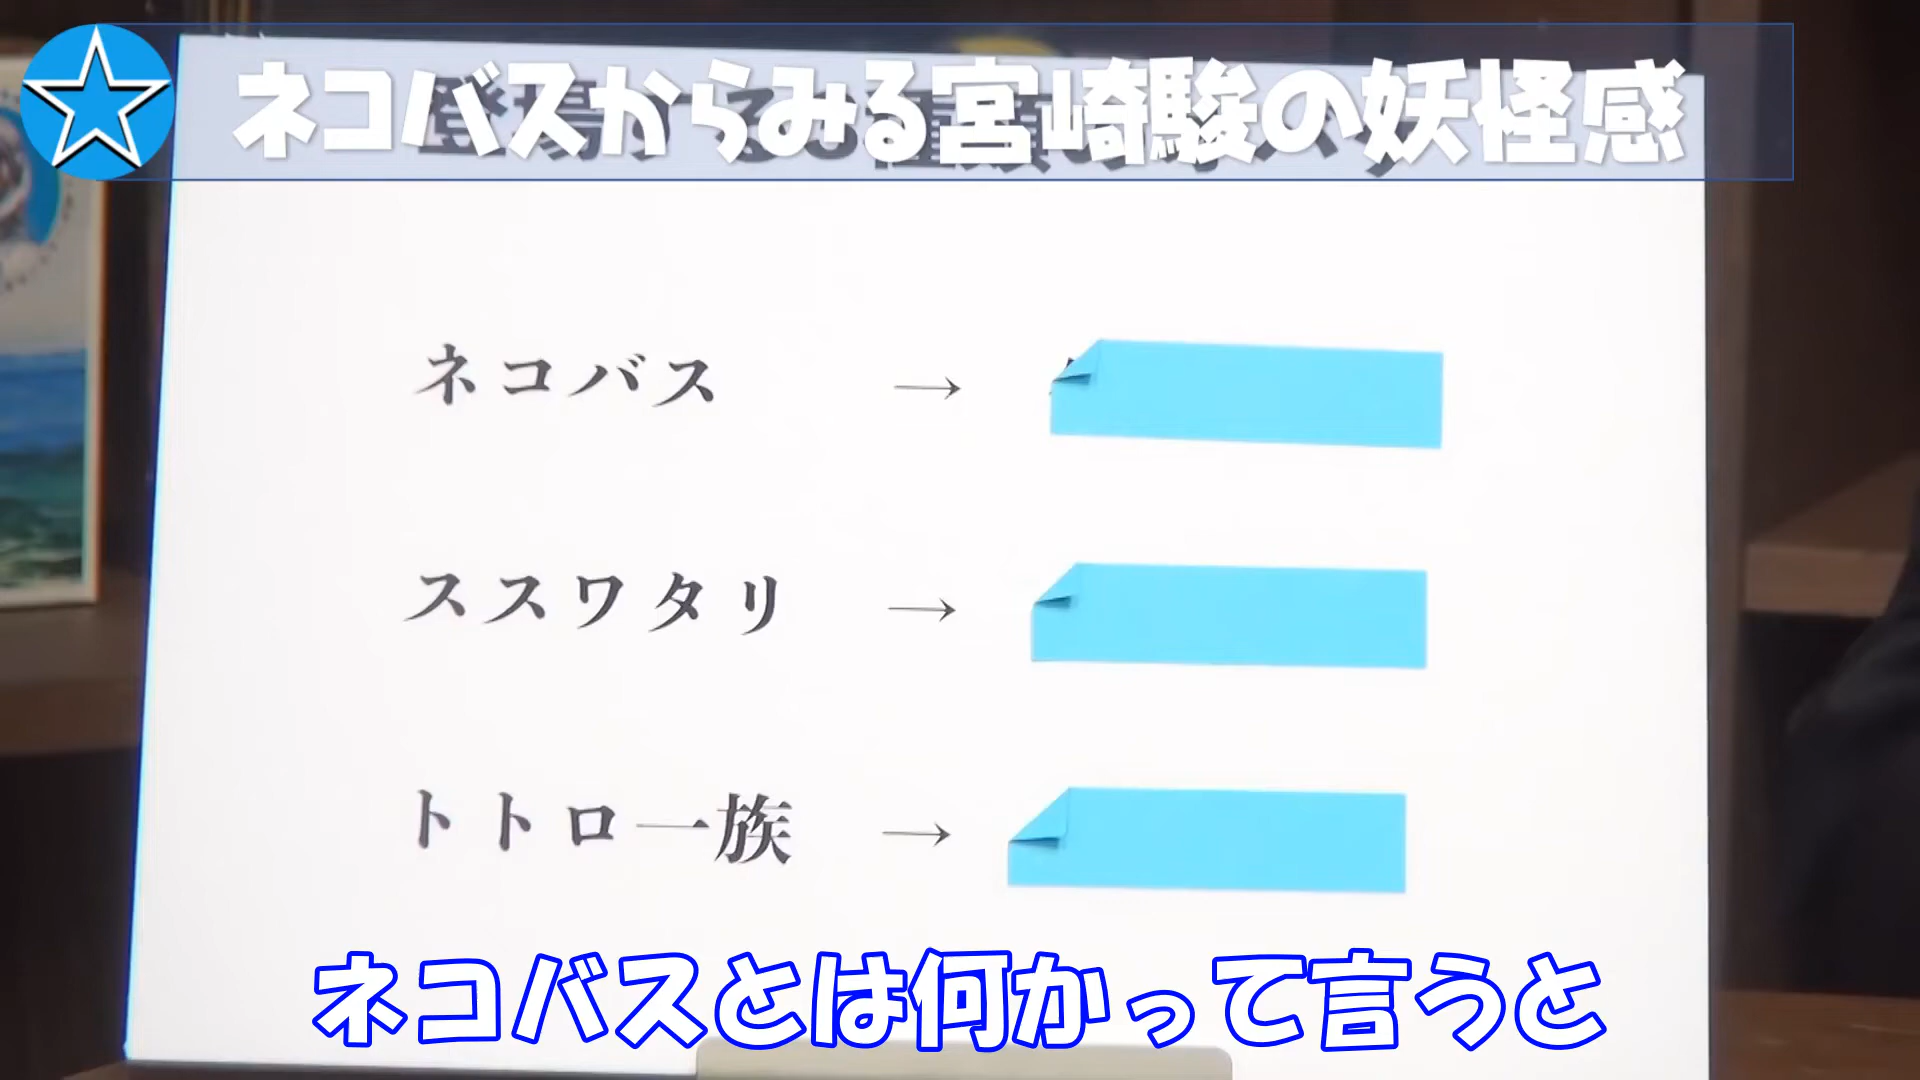 ネコバスからみる宮崎駿の妖怪感
ネコバス →
ススワタリ →
トトロ一族 →
ネコバスとは何かって言うと